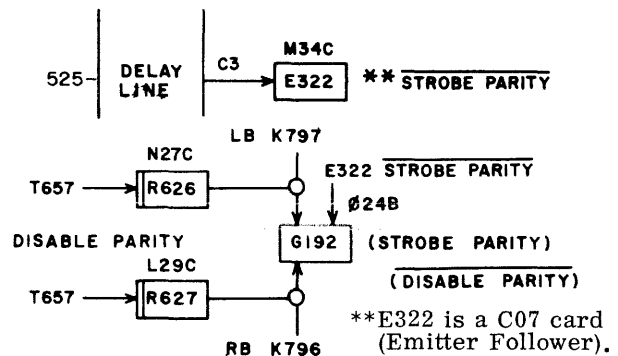 M34C
525 DELAY LINE C3 E322 ** STROBE PARITY
LB K797
N27C
E322 STROBE PARITY
T657 R626
Ø24B
DISABLE PARITY G192 (STROBE PARITY)
L29C
(DISABLE PARITY)
T657 R627
**E322 is a C07 card
(Emitter Follower).
RB K796